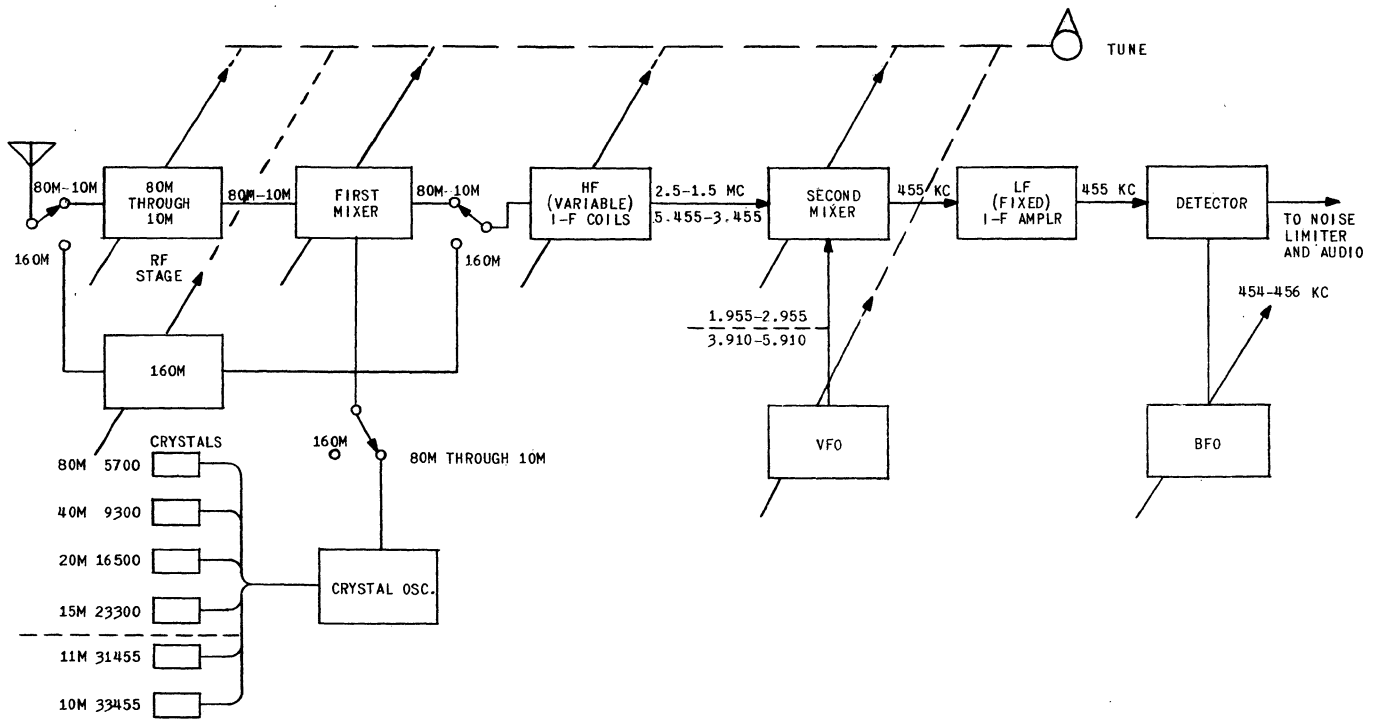 TUNE
80M-10M
80M
THROUGH
10M
80M-10M
FIRST
MIXER
80M-10M
HF
(VARIABLE)
I-F COILS
2.5-1.5 MC
5.455-3.455
SECOND
MIXER
455 KC
LF
(FIXED)
I-F AMPLR
455 KC
DETECTOR
TO NOISE
LIMITER
AND AUDIO
160M
RF
STAGE
160M
454-456 KC
1.955-2.955
3.910-5.910
160M
VFO
BFO
160M
80M THROUGH 10M
CRYSTALS
80M 5700
40M 9300
20M 16500
15M 23300
11M 31455
10M 33455
CRYSTAL OSC.